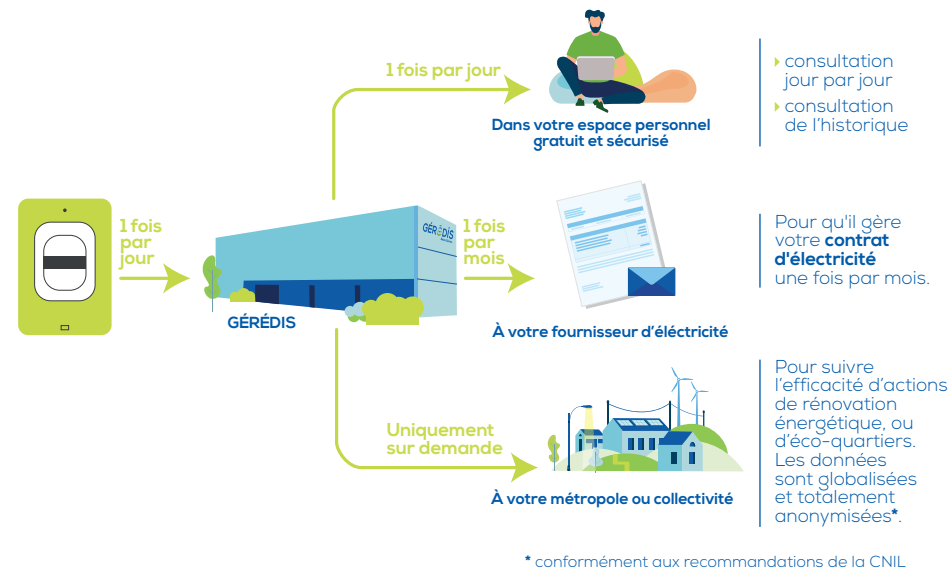 1 fois par jour
Dans votre espace personnel
gratuit et sécurisé
consultation
jour par jour
consultation
de l'historique
1 fois
par
jour
GÉRÉDIS
GÉRÉDIS
1 fois
par
mois
À votre fournisseur d'éléctricité
Pour qu'il gère
votre contrat
d'électricité
une fois par mois.
Uniquement
sur demande
À votre métropole ou collectivité
Pour suivre
l'efficacité d'actions
de rénovation
énergétique, ou
d'éco-quartiers.
Les données
sont globalisées
et totalement
anonymisées*.
* conformément aux recommandations de la CNIL